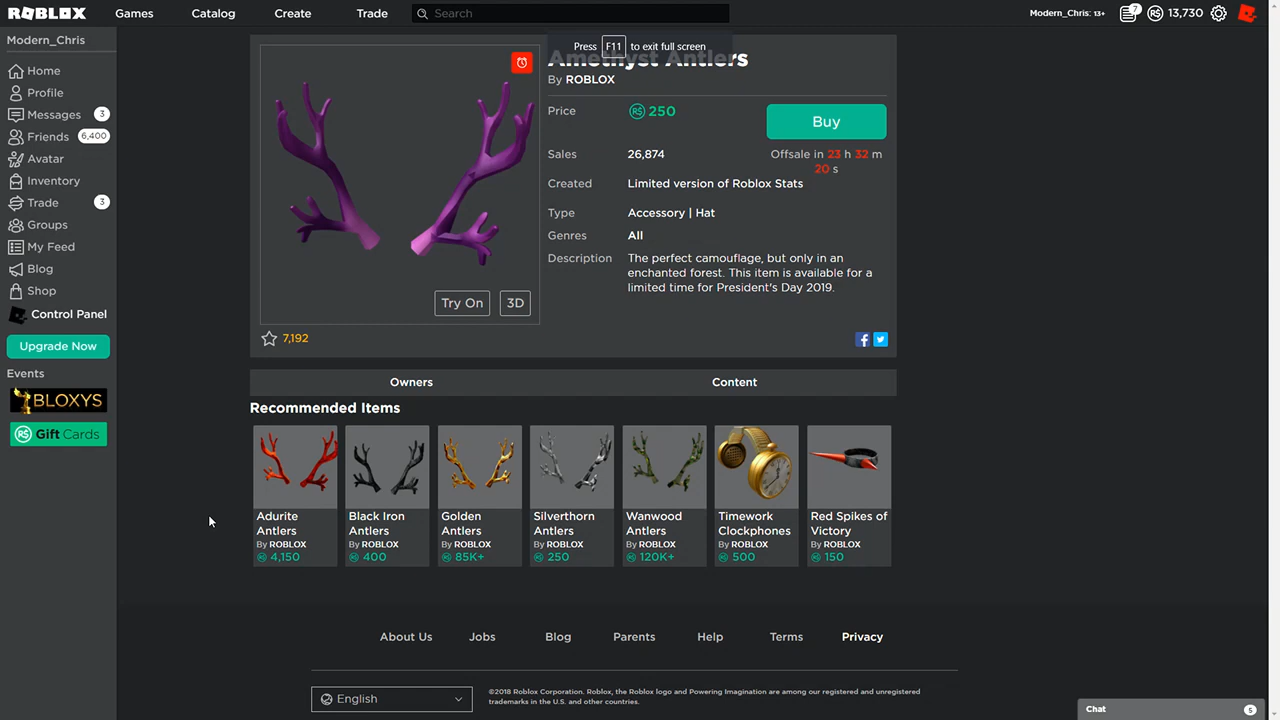 ROBLOX Games Catalog Create Trade Search Modern_Chris: 13+ 7 13,730
Modern_Chris
Home
Profile
Messages 3
Friends 6,400
Avatar
Inventory
Trade 3
Groups
My Feed
Blog
Shop
Control Panel
Upgrade Now
Events
BLOXYS
Gift Cards
Press F11 to exit full screen
Amethyst Antlers
By ROBLOX
Price R$ 250
Buy
Sales 26,874
Offsale in 23 h 32 m
20 s
Created Limited version of Roblox Stats
Type Accessory | Hat
Genres All
Description The perfect camouflage, but only in an
enchanted forest. This item is available for a
limited time for President's Day 2019.
Try On 3D
7,192
Owners Content
Recommended Items
Adurite
Antlers
By ROBLOX
R$ 4,150
Black Iron
Antlers
By ROBLOX
R$ 400
Golden
Antlers
By ROBLOX
R$ 85K+
Silverthorn
Antlers
By ROBLOX
R$ 250
Wanwood
Antlers
By ROBLOX
R$ 120K+
Timework
Clockphones
By ROBLOX
R$ 500
Red Spikes of
Victory
By ROBLOX
R$ 150
About Us Jobs Blog Parents Help Terms Privacy
English
©2018 Roblox Corporation. Roblox, the Roblox logo and Powering Imagination are among our registered and unregistered
trademarks in the U.S. and other countries.
Chat 5